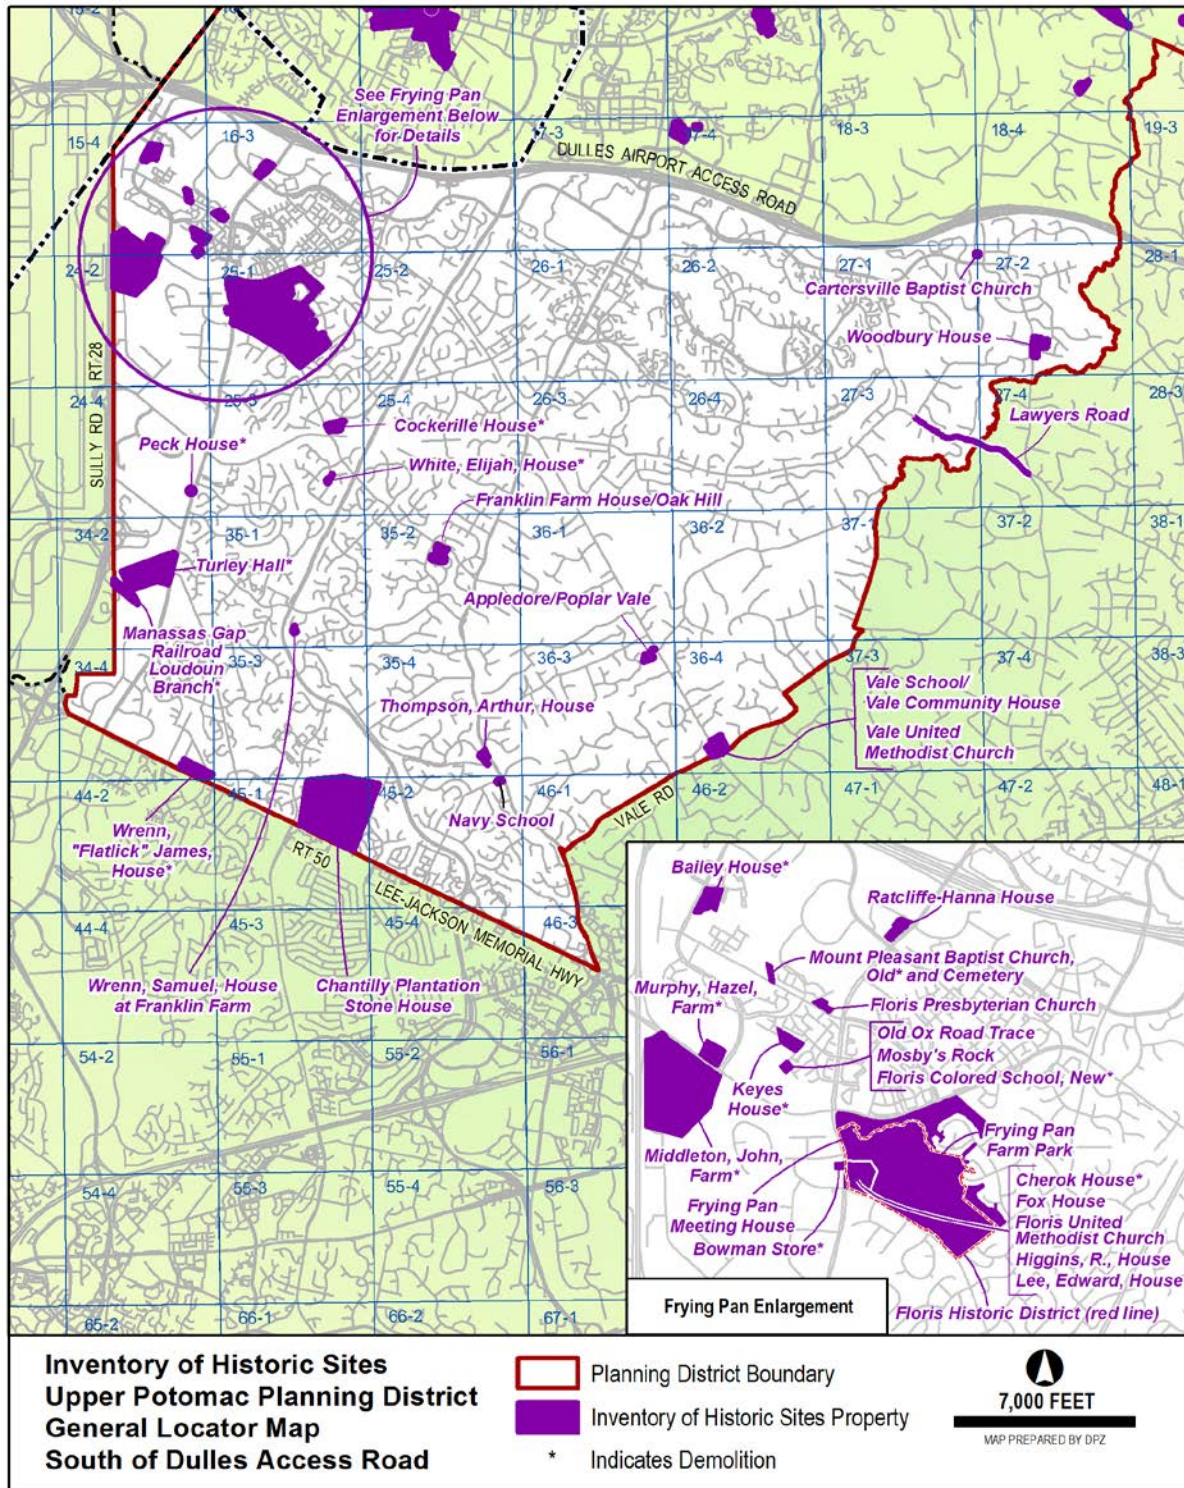 15-2
16-1
See Frying Pan
Enlargement Below
for Details
15-4
16-3
17-3
17-4
18-3
18-4
19-3
DULLES AIRPORT ACCESS ROAD
24-2
25-1
25-2
26-1
26-2
27-1
27-2
28-1
Cartersville Baptist Church
Woodbury House
SULLY RD RT 28
24-4
25-3
25-4
26-3
26-4
27-3
27-4
28-3
Lawyers Road
Cockerille House*
Peck House*
White, Elijah, House*
Franklin Farm House/Oak Hill
34-2
35-1
35-2
36-1
36-2
37-1
37-2
38-1
Turley Hall*
Appledore/Poplar Vale
Manassas Gap
Railroad
Loudoun
Branch*
34-4
35-3
35-4
36-3
36-4
37-3
37-4
38-3
Thompson, Arthur, House
Vale School/
Vale Community House
Vale United
Methodist Church
44-2
45-1
45-2
46-1
46-2
47-1
47-2
48-1
VALE RD
Navy School
Wrenn,
"Flatlick" James,
House*
RT 50
LEE-JACKSON MEMORIAL HWY
44-4
45-3
45-4
46-3
Wrenn, Samuel, House
at Franklin Farm
Chantilly Plantation
Stone House
54-2
55-1
55-2
56-1
54-4
55-3
55-4
56-3
65-2
66-1
66-2
67-1
Bailey House*
Ratcliffe-Hanna House
Mount Pleasant Baptist Church,
Old* and Cemetery
Murphy, Hazel,
Farm*
Floris Presbyterian Church
Old Ox Road Trace
Mosby's Rock
Floris Colored School, New*
Keyes
House*
Middleton, John,
Farm*
Frying Pan
Farm Park
Frying Pan
Meeting House
Bowman Store*
Cherok House*
Fox House
Floris United
Methodist Church
Higgins, R., House
Lee, Edward, House*
Floris Historic District (red line)
Frying Pan Enlargement
Inventory of Historic Sites
Upper Potomac Planning District
General Locator Map
South of Dulles Access Road
Planning District Boundary
Inventory of Historic Sites Property
* Indicates Demolition
7,000 FEET
MAP PREPARED BY DPZ